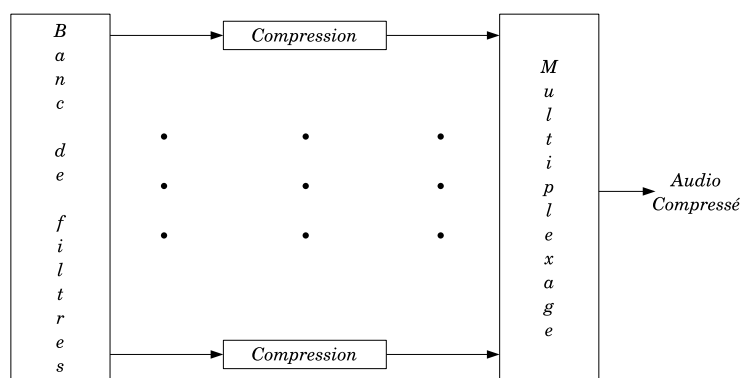 Banc de filtres
Compression
Compression
Multiplexage
Audio
Compressé